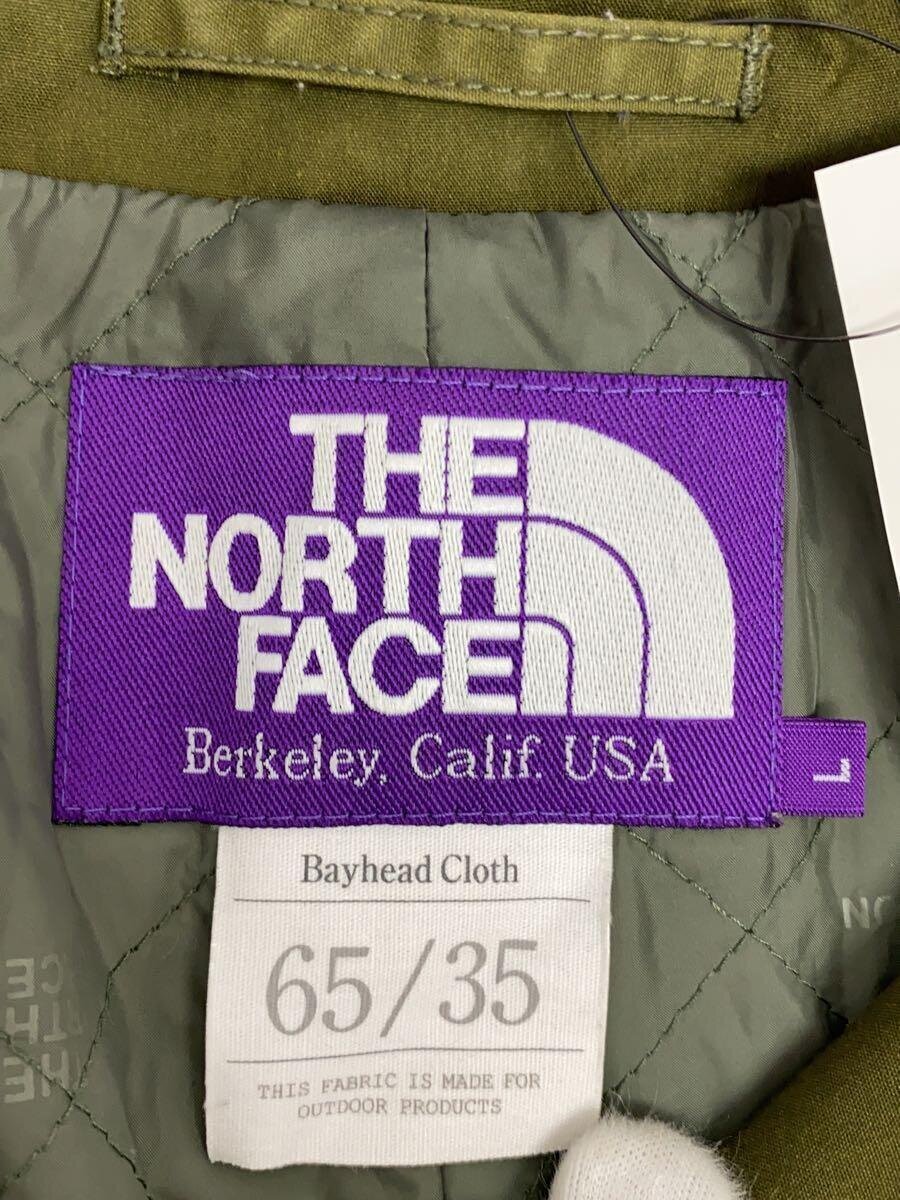 THE
NORTH
FACE
Berkeley, Calif. USA
L
Bayhead Cloth
65/35
THIS FABRIC IS MADE FOR
OUTDOOR PRODUCTS